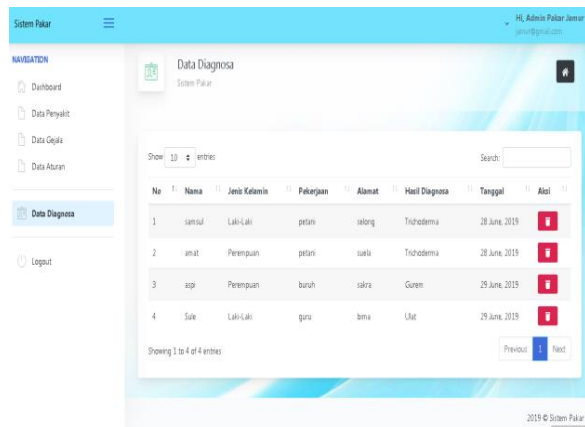 Sistem Pakar
Hi, Admin Pakar Jamur
jamur@gmail.com
NAVIGATION
Dashboard
Data Penyakit
Data Gejala
Data Aturan
Data Diagnosa
Logout
Data Diagnosa
Sistem Pakar
Show 10 entries
Search:
No Nama Jenis Kelamin Pekerjaan Alamat Hasil Diagnosa Tanggal Aksi
1 samsul Laki-Laki petani selong Trichoderma 28 June, 2019
2 amat Perempuan petani suela Trichoderma 28 June, 2019
3 aspi Perempuan buruh sakra Gurem 29 June, 2019
4 Sule Laki-Laki guru bima Ulat 29 June, 2019
Showing 1 to 4 of 4 entries
Previous 1 Next
2019 © Sistem Pakar